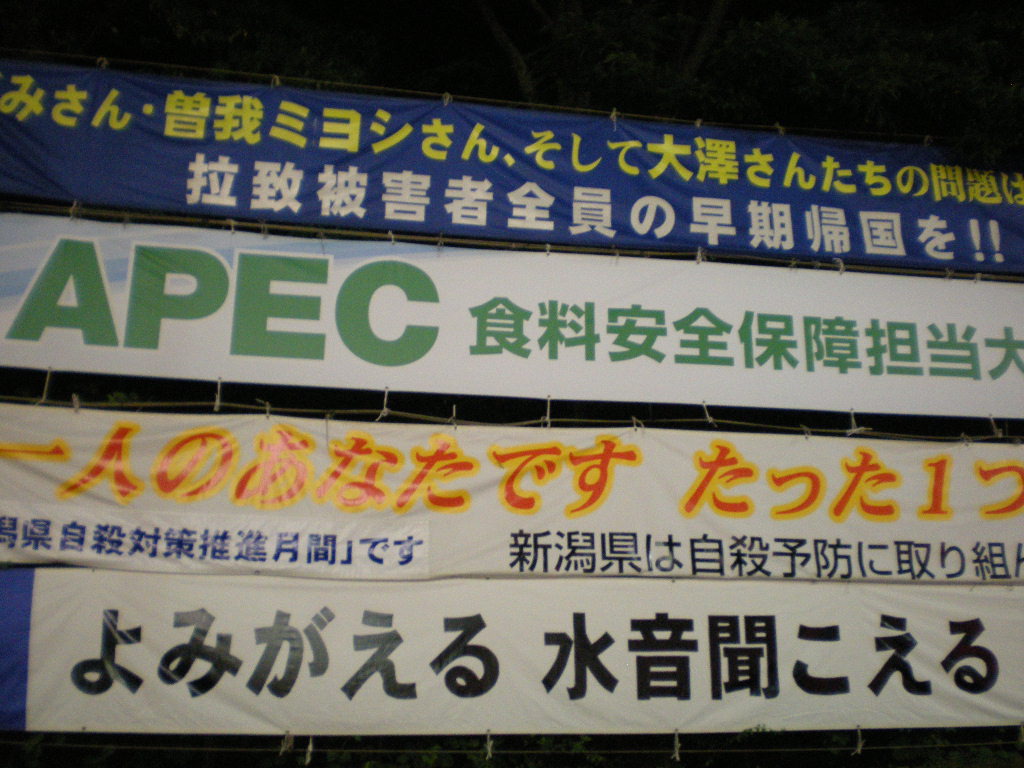 みさん・曽我ミヨシさん、そして大澤さんたちの問題は
拉致被害者全員の早期帰国を!!
APEC 食料安全保障担当大
一人のあなたです たった1つ
潟県自殺対策推進月間」です 新潟県は自殺予防に取り組ん
よみがえる 水音聞こえる